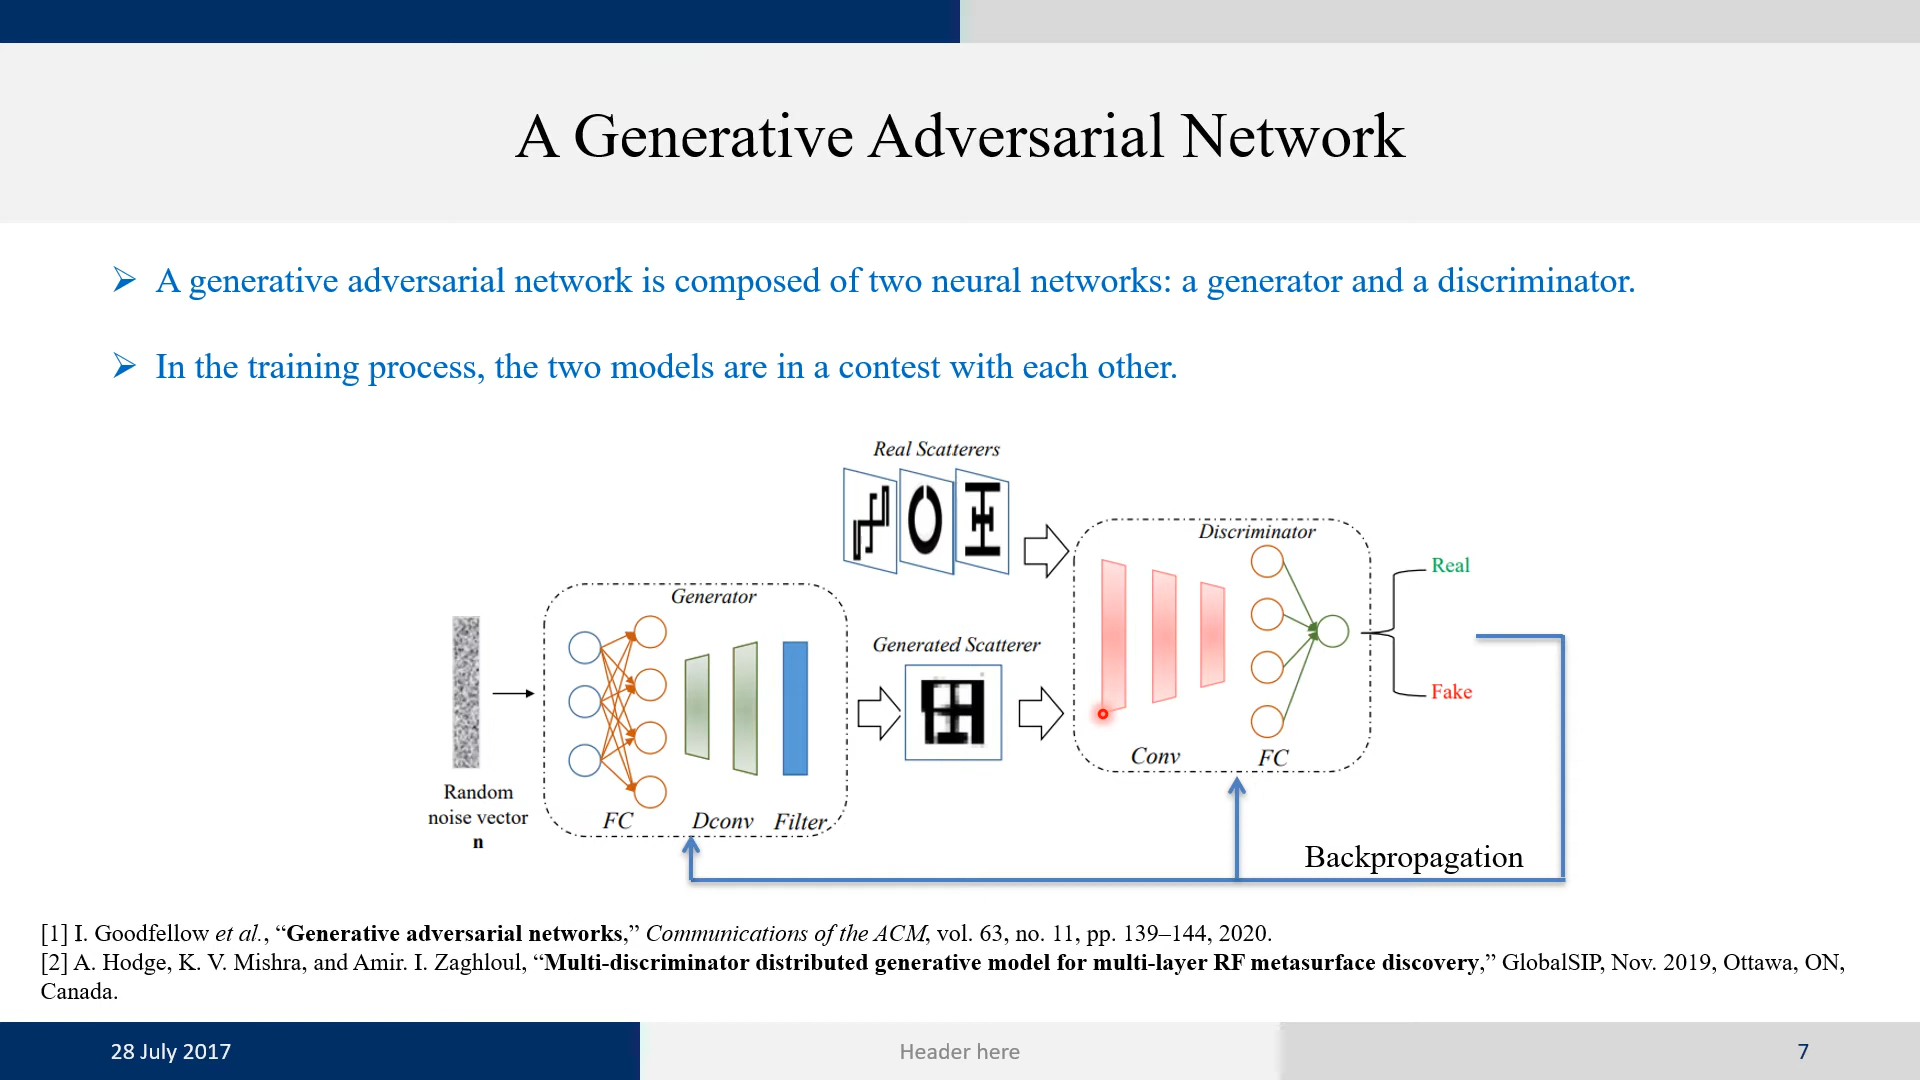 A Generative Adversarial Network
➢ A generative adversarial network is composed of two neural networks: a generator and a discriminator.
➢ In the training process, the two models are in a contest with each other.
Real Scatterers
Discriminator
Real
Generator
Generated Scatterer
Fake
Conv
FC
Random
noise vector
n
FC
Dconv
Filter
Backpropagation
[1] I. Goodfellow et al., “Generative adversarial networks,” Communications of the ACM, vol. 63, no. 11, pp. 139–144, 2020.
[2] A. Hodge, K. V. Mishra, and Amir. I. Zaghloul, “Multi-discriminator distributed generative model for multi-layer RF metasurface discovery,” GlobalSIP, Nov. 2019, Ottawa, ON,
Canada.
28 July 2017
Header here
7